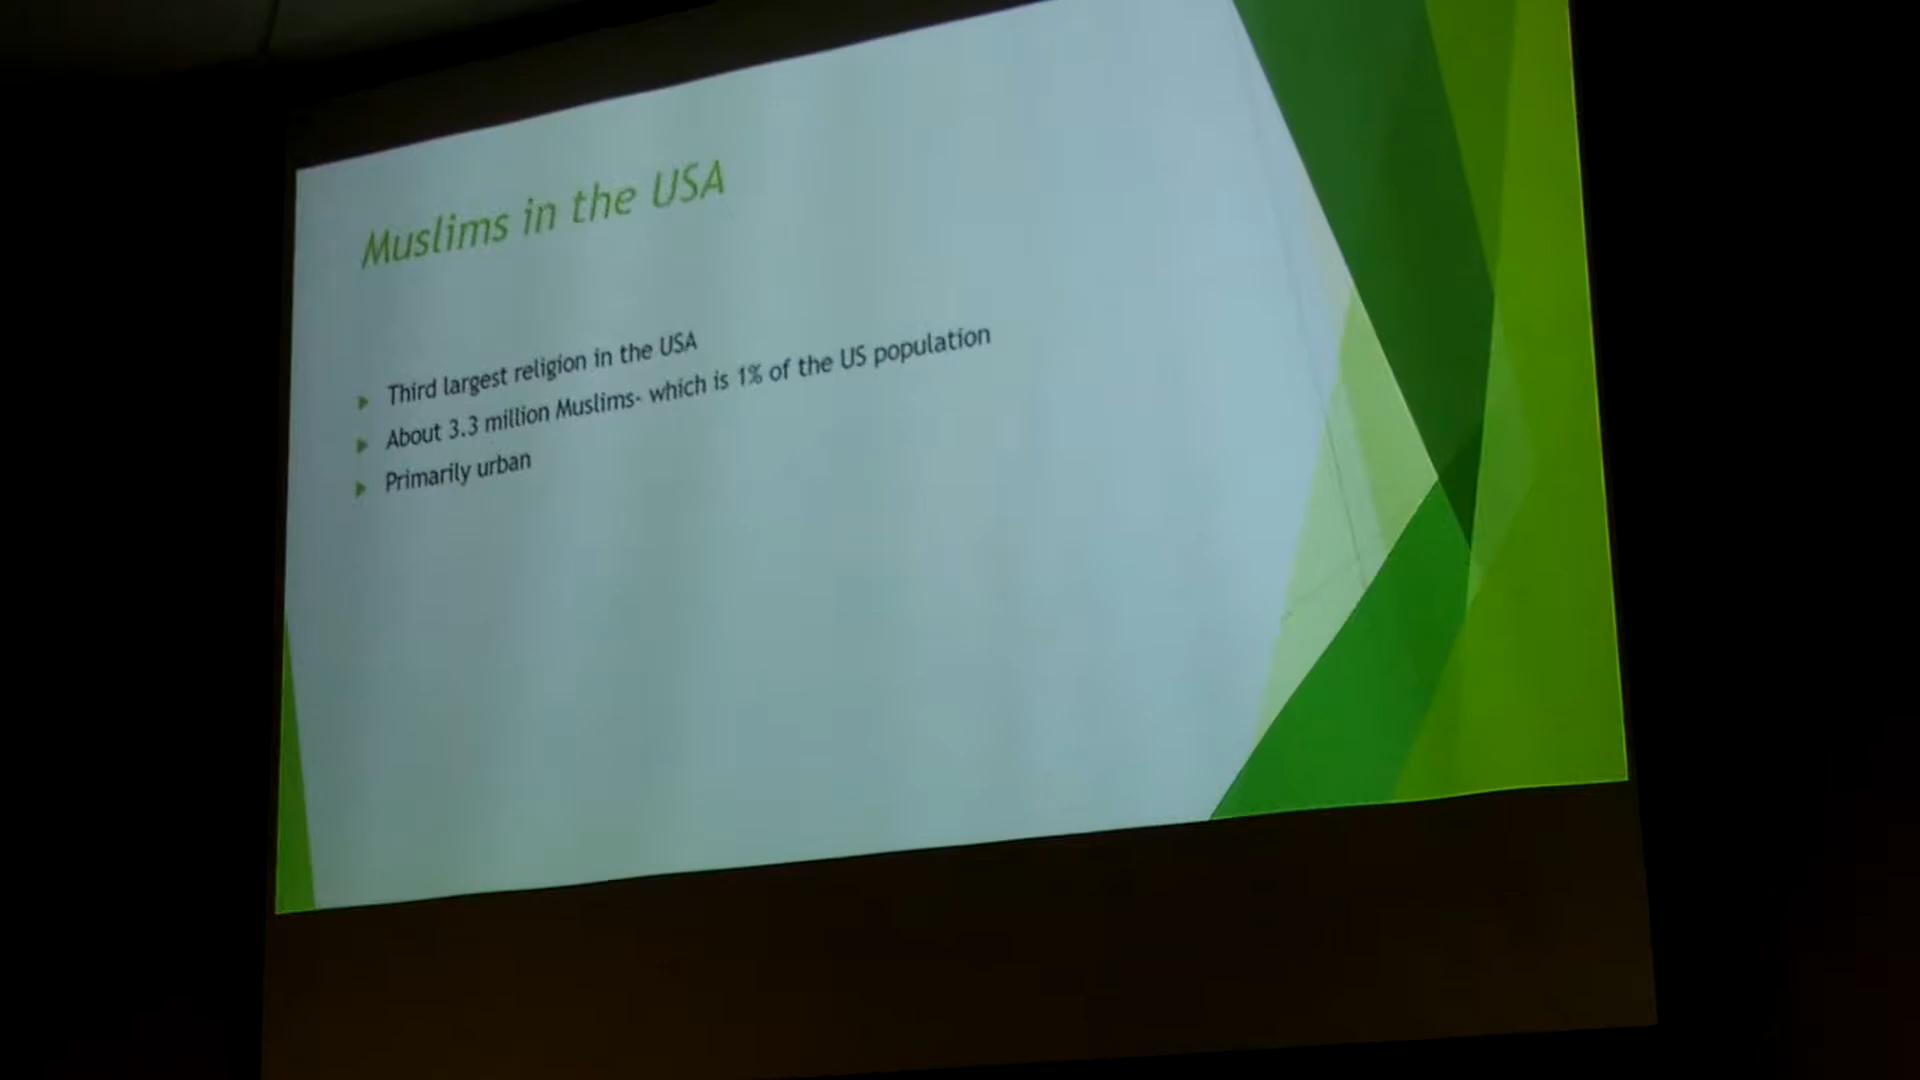 Muslims in the USA
Third largest religion in the USA
About 3.3 million Muslims- which is 1% of the US population
Primarily urban